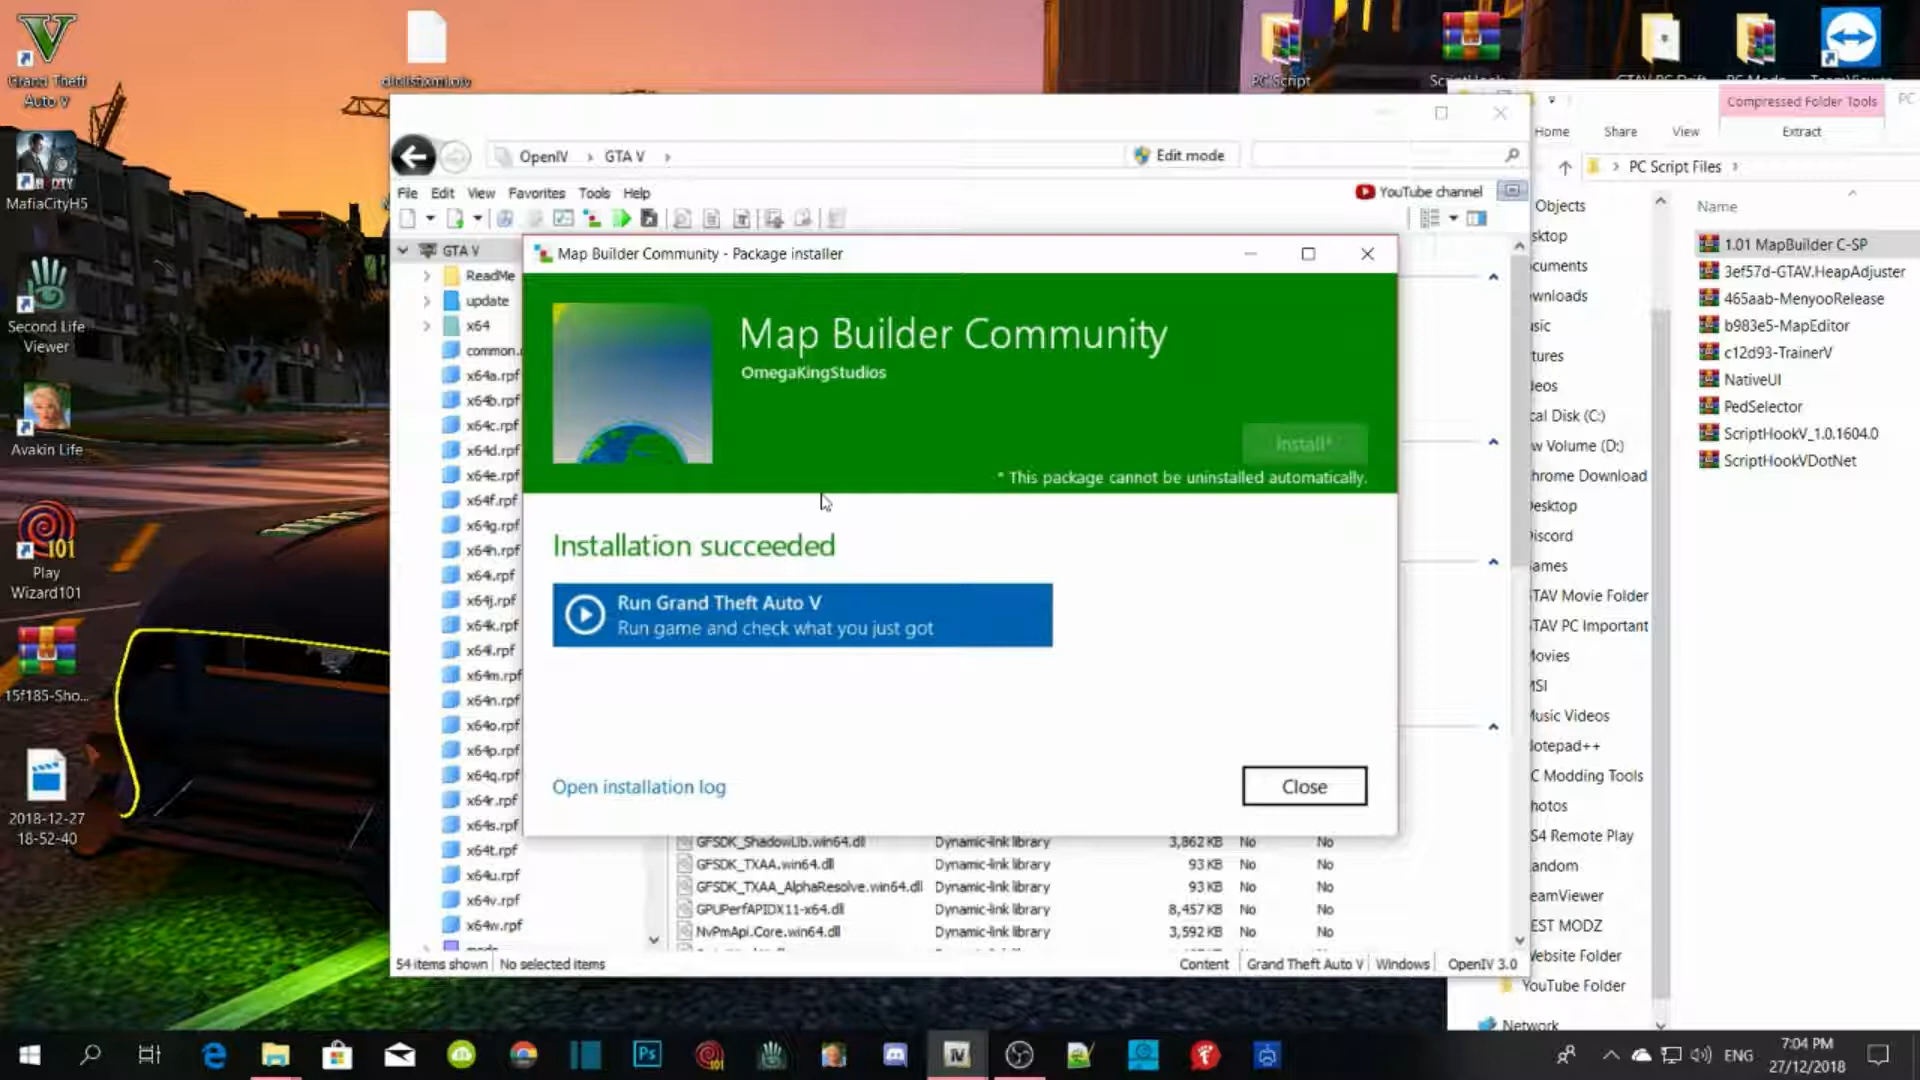 Grand Theft
Auto V
MafiaCityH5
Second Life
Viewer
Avakin Life
Play
Wizard101
15f185-Sho...
2018-12-27
18-52-40
PC Script
OpenIV › GTA V ›
Edit mode
File Edit View Favorites Tools Help
YouTube channel
GTA V
ReadMe
update
x64
common.
x64a.rpf
x64b.rpf
x64c.rpf
x64d.rpf
x64e.rpf
x64f.rpf
x64g.rpf
x64h.rpf
x64i.rpf
x64j.rpf
x64k.rpf
x64l.rpf
x64m.rpf
x64n.rpf
x64o.rpf
x64p.rpf
x64q.rpf
x64r.rpf
x64s.rpf
x64t.rpf
x64u.rpf
x64v.rpf
x64w.rpf
Map Builder Community - Package installer
Map Builder Community
OmegaKingStudios
Install*
* This package cannot be uninstalled automatically.
Installation succeeded
Run Grand Theft Auto V
Run game and check what you just got
Open installation log
Close
GFSDK_ShadowLib.win64.dll Dynamic-link library 3,862 KB No No
GFSDK_TXAA.win64.dll Dynamic-link library 93 KB No No
GFSDK_TXAA_AlphaResolve.win64.dll Dynamic-link library 93 KB No No
GPUPerfAPIDX11-x64.dll Dynamic-link library 8,457 KB No No
NvPmApi.Core.win64.dll Dynamic-link library 3,592 KB No No
54 items shown No selected items
Content Grand Theft Auto V Windows OpenIV 3.0
Compressed Folder Tools
PC
Home Share View Extract
› PC Script Files ›
Objects
sktop
cuments
wnloads
sic
tures
leos
cal Disk (C:)
w Volume (D:)
hrome Download
Desktop
Discord
ames
TAV Movie Folder
TAV PC Important
Movies
MSI
Music Videos
Notepad++
C Modding Tools
hotos
S4 Remote Play
andom
eamViewer
EST MODZ
Website Folder
YouTube Folder
Network
Name
1.01 MapBuilder C-SP
3ef57d-GTAV.HeapAdjuster
465aab-MenyooRelease
b983e5-MapEditor
c12d93-TrainerV
NativeUI
PedSelector
ScriptHookV_1.0.1604.0
ScriptHookVDotNet
ENG
7:04 PM
27/12/2018